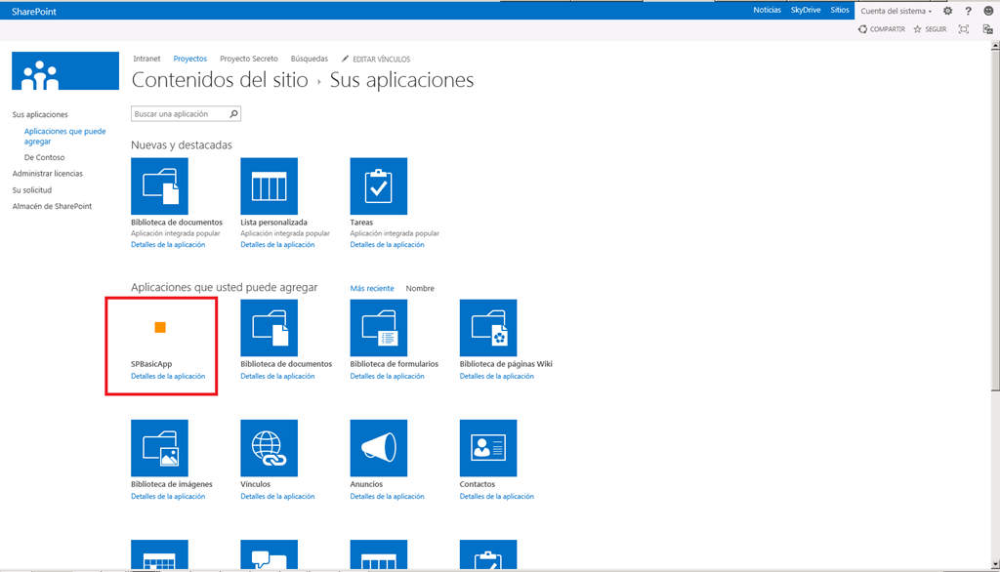 SharePoint
Noticias SkyDrive Sitios Cuenta del sistema ?
COMPARTIR SEGUIR
Intranet Proyectos Proyecto Secreto Búsquedas EDITAR VÍNCULOS
Contenidos del sitio Sus aplicaciones
Sus aplicaciones
Aplicaciones que puede
agregar
De Contoso
Administrar licencias
Su solicitud
Almacén de SharePoint
Buscar una aplicación
Nuevas y destacadas
Biblioteca de documentos Lista personalizada Tareas
Aplicación integrada popular Aplicación integrada popular Aplicación integrada popular
Detalles de la aplicación Detalles de la aplicación Detalles de la aplicación
Aplicaciones que usted puede agregar Más reciente Nombre
SPBasicApp Biblioteca de documentos Biblioteca de formularios Biblioteca de páginas Wiki
Detalles de la aplicación Detalles de la aplicación Detalles de la aplicación Detalles de la aplicación
Biblioteca de imágenes Vínculos Anuncios Contactos
Detalles de la aplicación Detalles de la aplicación Detalles de la aplicación Detalles de la aplicación